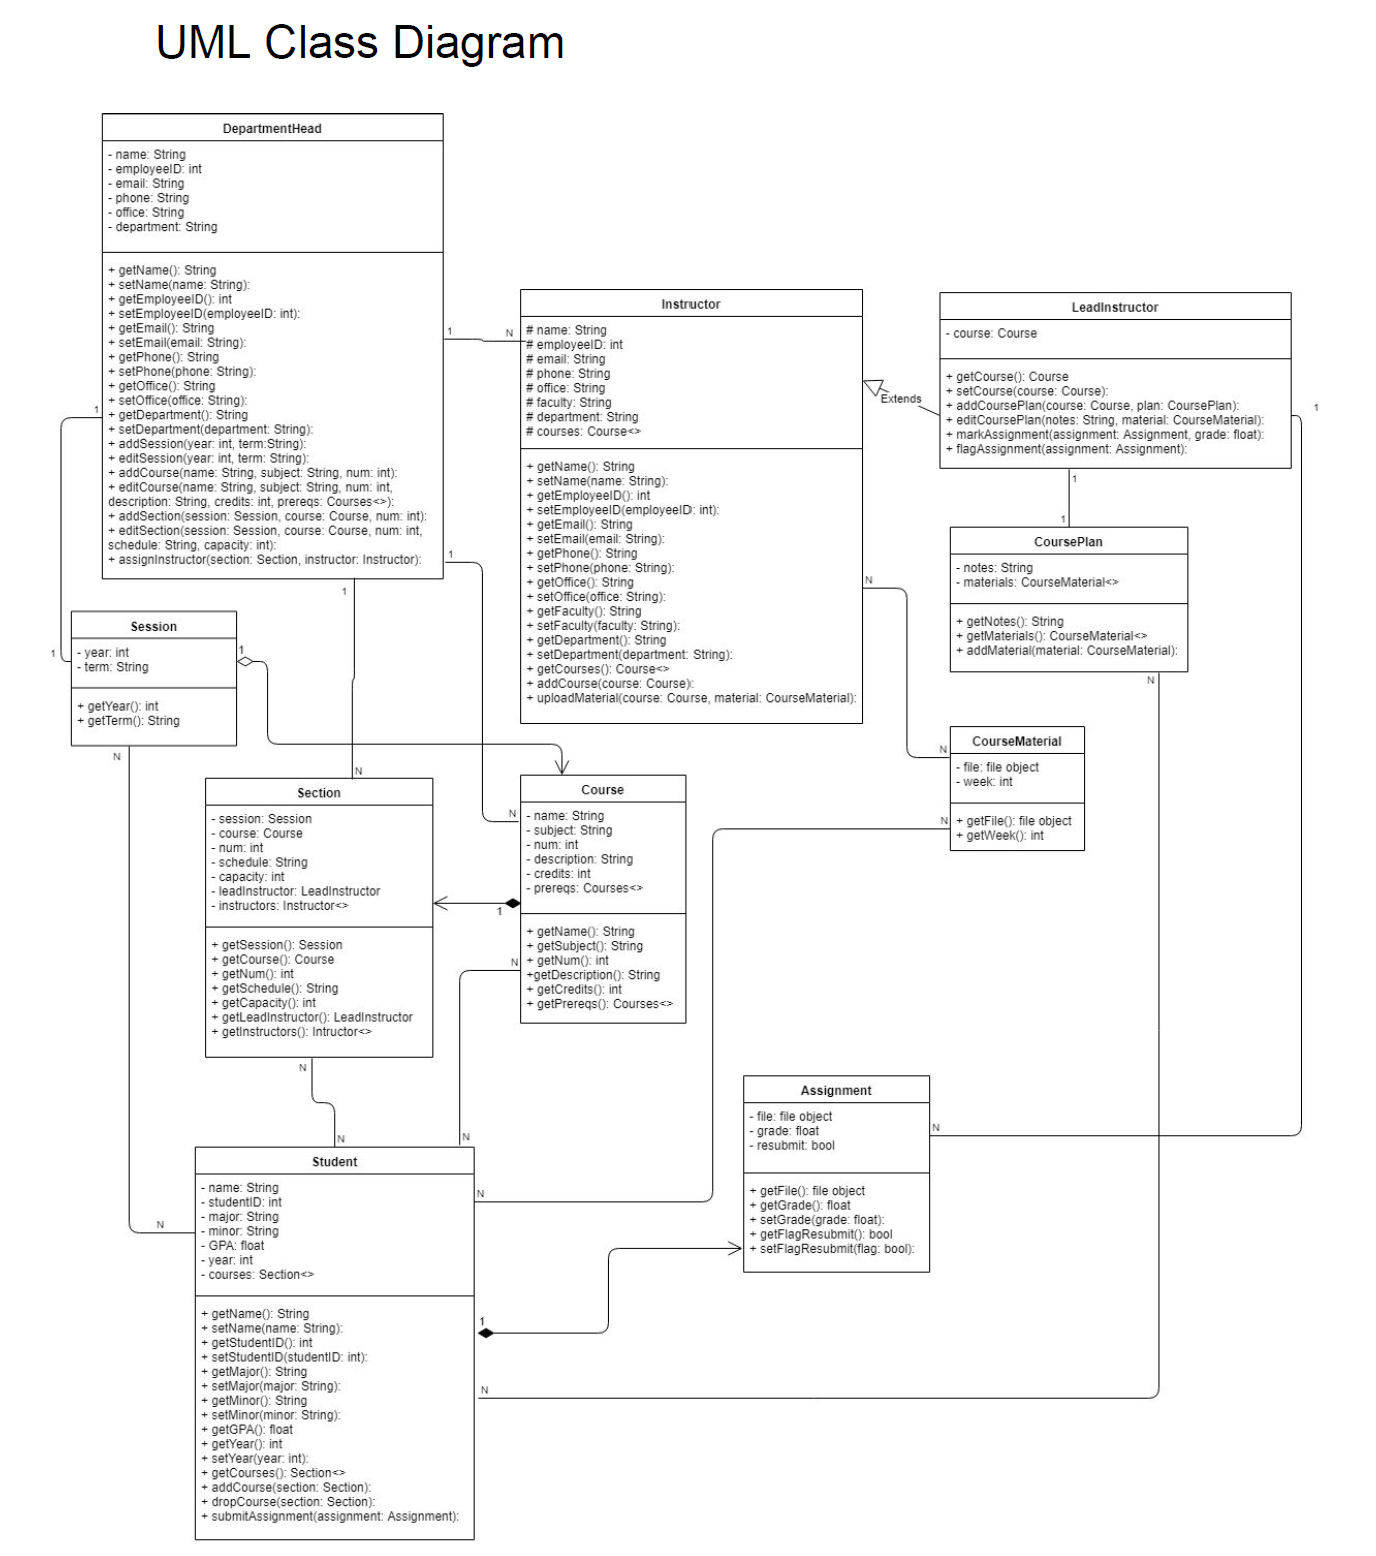 UML Class Diagram
DepartmentHead
- name: String
- employeeID: int
- email: String
- phone: String
- office: String
- department: String
+ getName(): String
+ setName(name: String):
+ getEmployeeID(): int
+ setEmployeeID(employeeID: int):
+ getEmail(): String
+ setEmail(email: String):
+ getPhone(): String
+ setPhone(phone: String):
+ getOffice(): String
+ setOffice(office: String):
+ getDepartment(): String
+ setDepartment(department: String):
+ addSession(year: int, term:String):
+ editSession(year: int, term: String):
+ addCourse(name: String, subject: String, num: int):
+ editCourse(name: String, subject: String, num: int,
description: String, credits: int, prereqs: Courses<>):
+ addSection(session: Session, course: Course, num: int):
+ editSection(session: Session, course: Course, num: int,
schedule: String, capacity: int):
+ assignInstructor(section: Section, instructor: Instructor):
1
N
Instructor
# name: String
# employeeID: int
# email: String
# phone: String
# office: String
# faculty: String
# department: String
# courses: Course<>
+ getName(): String
+ setName(name: String):
+ getEmployeeID(): int
+ setEmployeeID(employeeID: int):
+ getEmail(): String
+ setEmail(email: String):
+ getPhone(): String
+ setPhone(phone: String):
+ getOffice(): String
+ setOffice(office: String):
+ getFaculty(): String
+ setFaculty(faculty: String):
+ getDepartment(): String
+ setDepartment(department: String):
+ getCourses(): Course<>
+ addCourse(course: Course):
+ uploadMaterial(course: Course, material: CourseMaterial):
Extends
LeadInstructor
- course: Course
+ getCourse(): Course
+ setCourse(course: Course):
+ addCoursePlan(course: Course, plan: CoursePlan):
+ editCoursePlan(notes: String, material: CourseMaterial):
+ markAssignment(assignment: Assignment, grade: float):
+ flagAssignment(assignment: Assignment):
1
1
1
CoursePlan
- notes: String
- materials: CourseMaterial<>
+ getNotes(): String
+ getMaterials(): CourseMaterial<>
+ addMaterial(material: CourseMaterial):
N
1
1
1
1
N
Session
- year: int
- term: String
+ getYear(): int
+ getTerm(): String
1
N
N
CourseMaterial
- file: file object
- week: int
+ getFile(): file object
+ getWeek(): int
N
N
Section
- session: Session
- course: Course
- num: int
- schedule: String
- capacity: int
- leadInstructor: LeadInstructor
- instructors: Instructor<>
+ getSession(): Session
+ getCourse(): Course
+ getNum(): int
+ getSchedule(): String
+ getCapacity(): int
+ getLeadInstructor(): LeadInstructor
+ getInstructors(): Intructor<>
N
N
Course
- name: String
- subject: String
- num: int
- description: String
- credits: int
- prereqs: Courses<>
+ getName(): String
+ getSubject(): String
+ getNum(): int
+getDescription(): String
+ getCredits(): int
+ getPrereqs(): Courses<>
1
N
N
N
Assignment
- file: file object
- grade: float
- resubmit: bool
+ getFile(): file object
+ getGrade(): float
+ setGrade(grade: float):
+ getFlagResubmit(): bool
+ setFlagResubmit(flag: bool):
N
Student
- name: String
- studentID: int
- major: String
- minor: String
- GPA: float
- year: int
- courses: Section<>
+ getName(): String
+ setName(name: String):
+ getStudentID(): int
+ setStudentID(studentID: int):
+ getMajor(): String
+ setMajor(major: String):
+ getMinor(): String
+ setMinor(minor: String):
+ getGPA(): float
+ getYear(): int
+ setYear(year: int):
+ getCourses(): Section<>
+ addCourse(section: Section):
+ dropCourse(section: Section):
+ submitAssignment(assignment: Assignment):
N
N
1
N